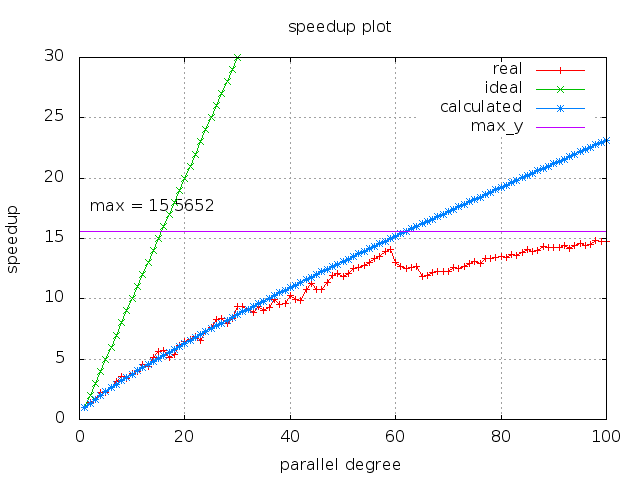 speedup plot
30
25
20
15
10
5
0
0
20
40
60
80
100
speedup
parallel degree
real
ideal
calculated
max_y
max = 15.5652